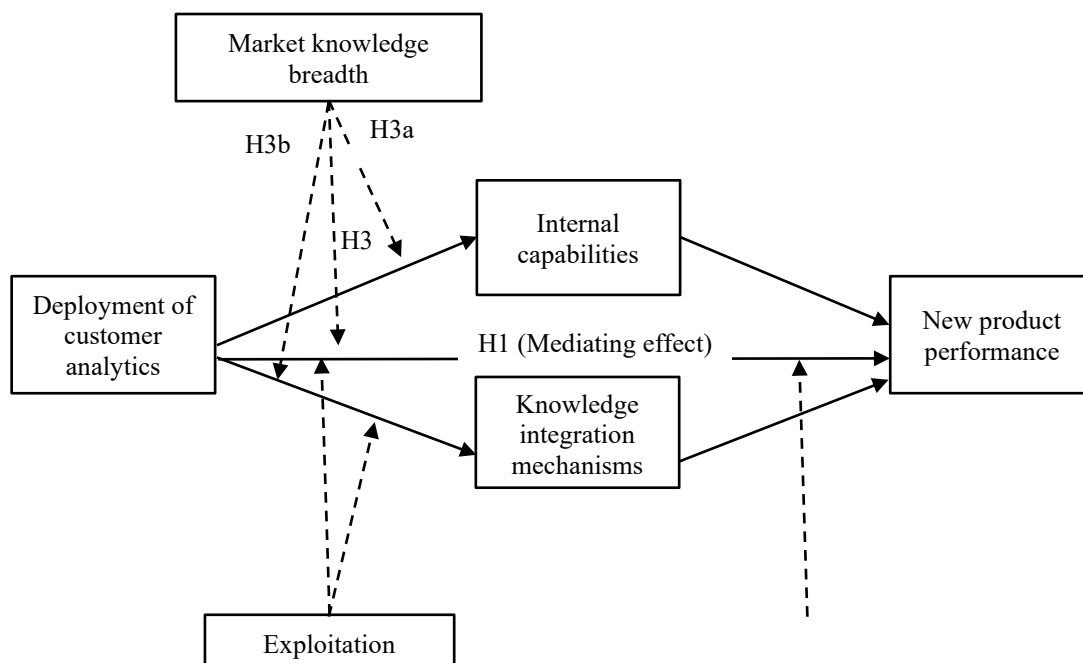 Market knowledge
breadth
H3a
H3b
Internal
capabilities
H3
Deployment of
customer
analytics
New product
performance
H1 (Mediating effect)
Knowledge
integration
mechanisms
Exploitation